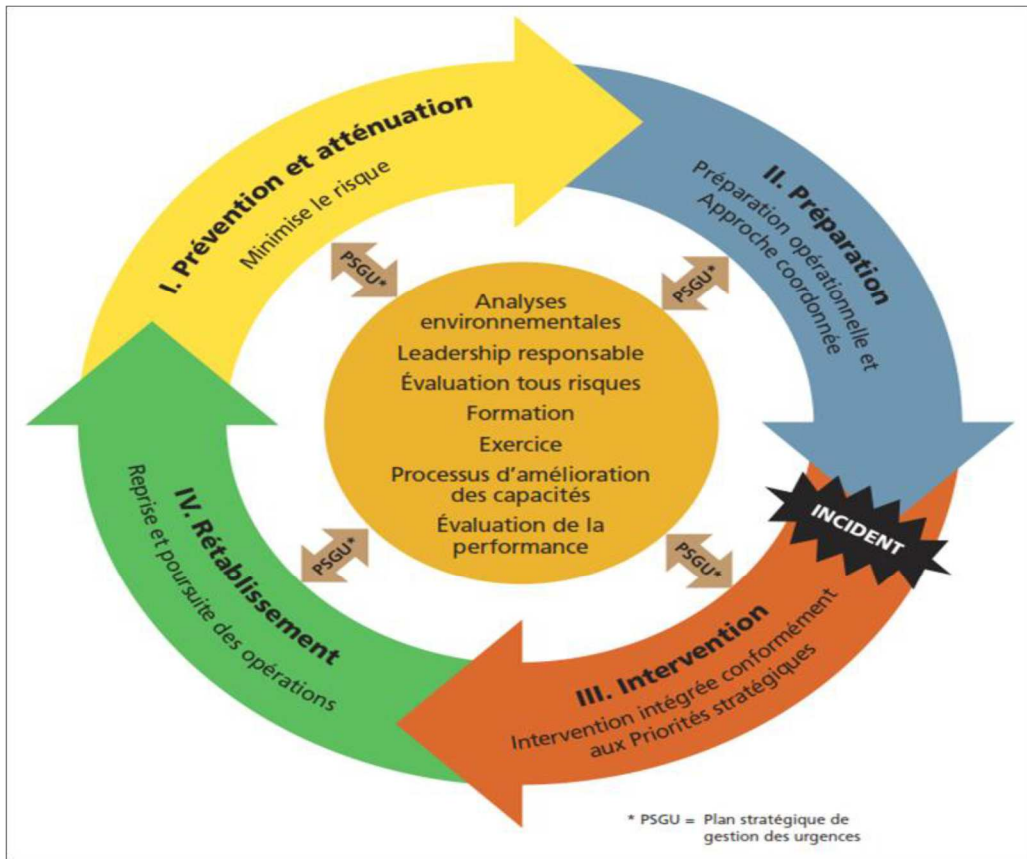 I. Prévention et atténuation
Minimise le risque
II. Préparation
Préparation opérationnelle et
Approche coordonnée
PSGU*
PSGU*
Analyses
environnementales
Leadership responsable
Évaluation tous risques
Formation
Exercice
Processus d'amélioration
des capacités
Évaluation de la
performance
PSGU*
PSGU*
INCIDENT
III. Intervention
Intervention intégrée conformément
aux Priorités stratégiques
IV. Rétablissement
Reprise et poursuite des opérations
* PSGU = Plan stratégique de
gestion des urgences